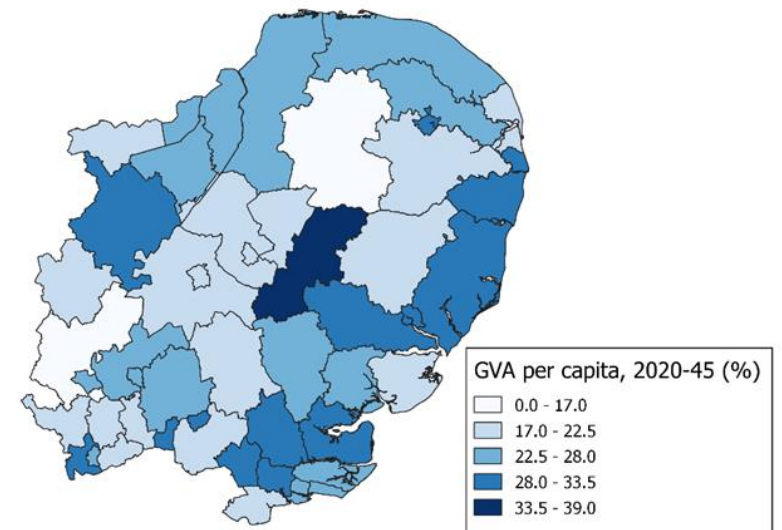 GVA per capita, 2020-45 (%)
0.0 - 17.0
17.0 - 22.5
22.5 - 28.0
28.0 - 33.5
33.5 - 39.0